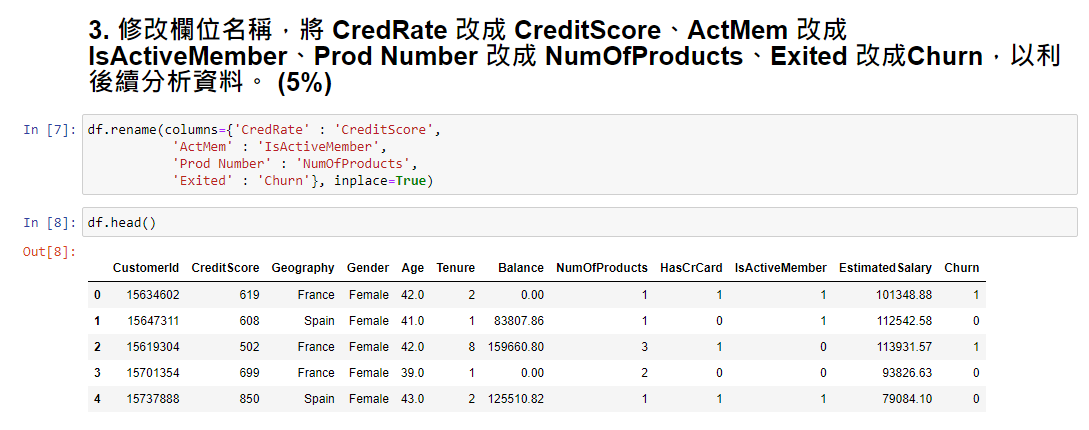 3. 修改欄位名稱，將 CredRate 改成 CreditScore、ActMem 改成
IsActiveMember、Prod Number 改成 NumOfProducts、Exited 改成Churn，以利
後續分析資料。 (5%)
In [7]: df.rename(columns={'CredRate' : 'CreditScore',
'ActMem' : 'IsActiveMember',
'Prod Number' : 'NumOfProducts',
'Exited' : 'Churn'}, inplace=True)
In [8]: df.head()
Out[8]:
CustomerId CreditScore Geography Gender Age Tenure Balance NumOfProducts HasCrCard IsActiveMember EstimatedSalary Churn
0 15634602 619 France Female 42.0 2 0.00 1 1 1 101348.88 1
1 15647311 608 Spain Female 41.0 1 83807.86 1 0 1 112542.58 0
2 15619304 502 France Female 42.0 8 159660.80 3 1 0 113931.57 1
3 15701354 699 France Female 39.0 1 0.00 2 0 0 93826.63 0
4 15737888 850 Spain Female 43.0 2 125510.82 1 1 1 79084.10 0